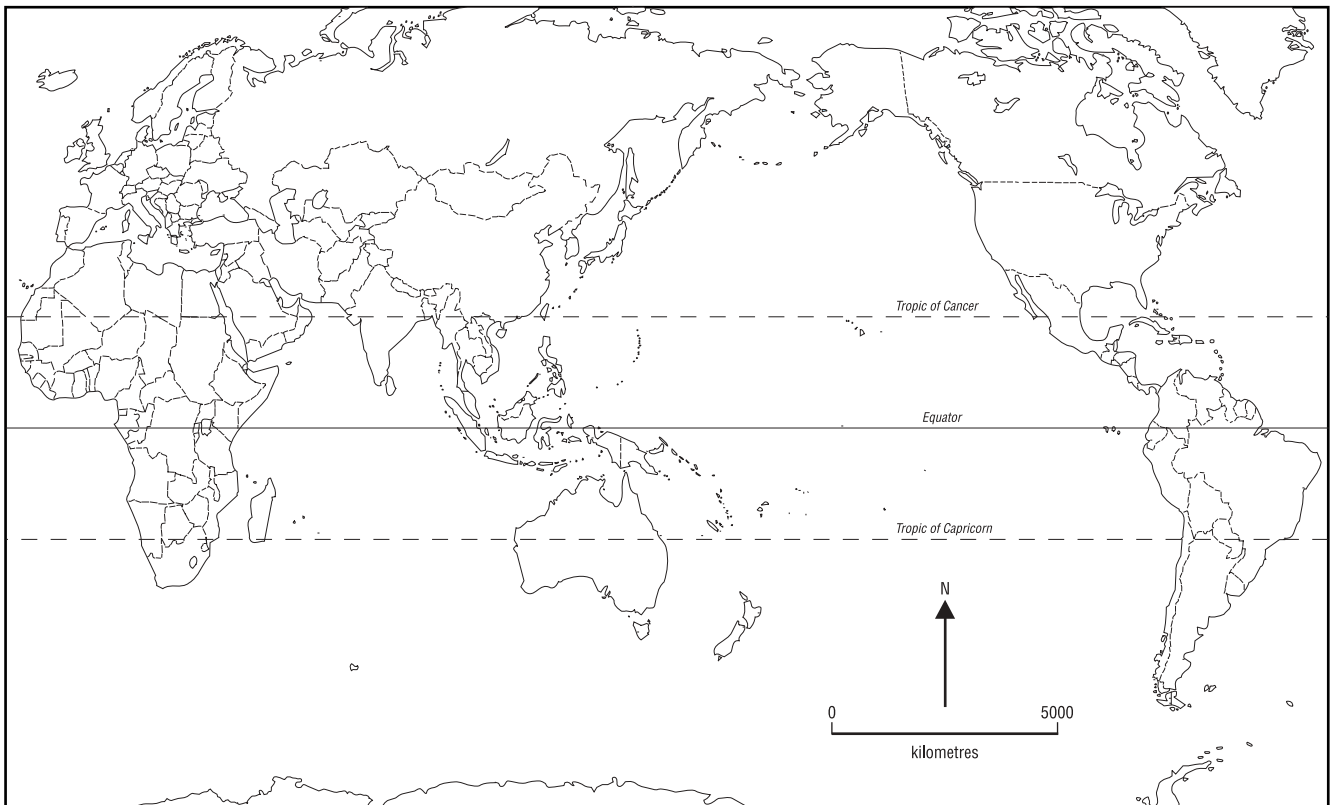 Tropic of Cancer
Equator
Tropic of Capricorn
N
0 5000
kilometres